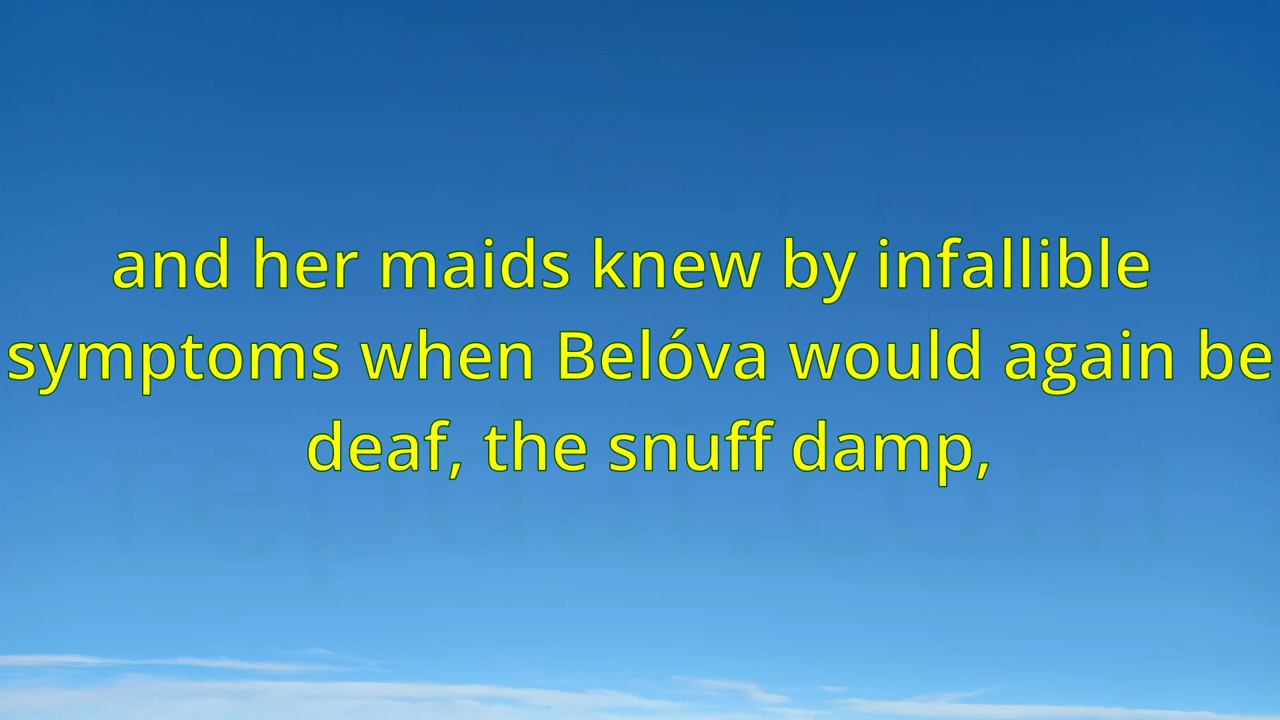 and her maids knew by infallible
symptoms when Belóva would again be
deaf, the snuff damp,